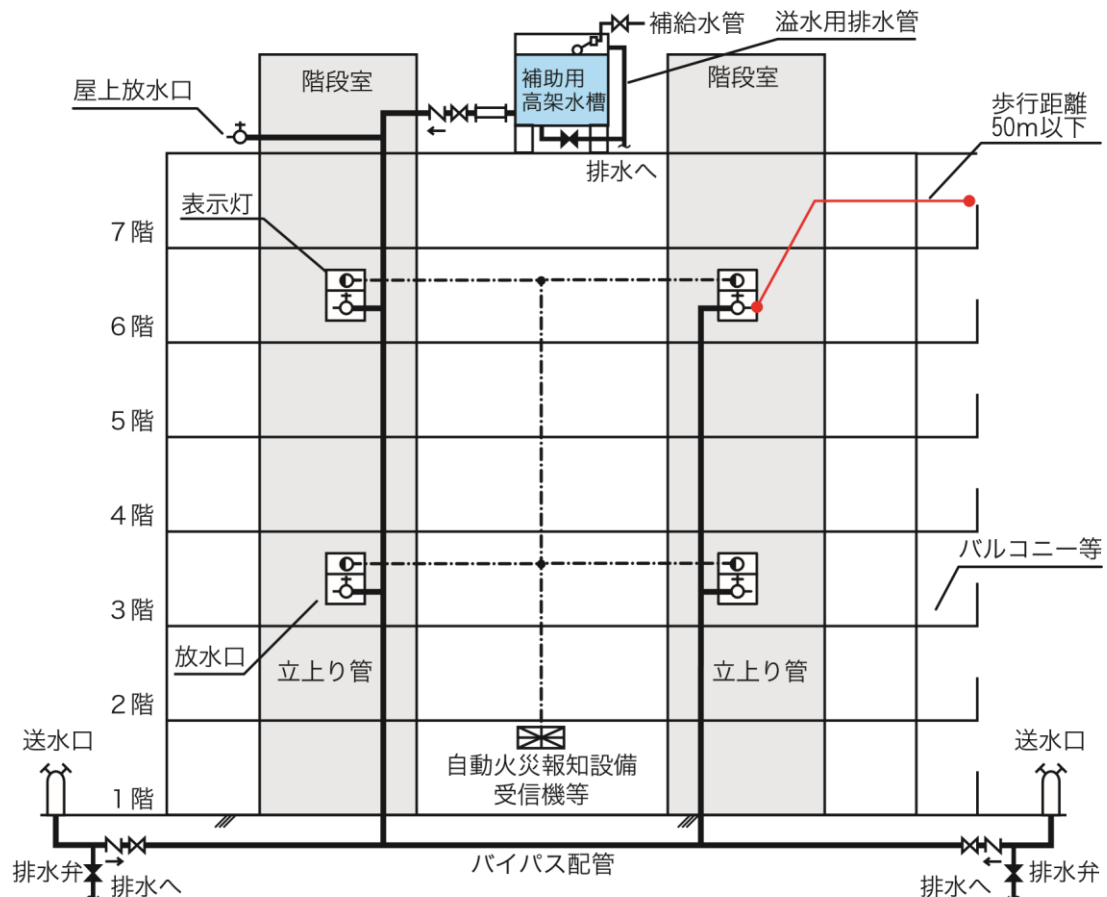 補給水管
溢水用排水管
階段室
補助用
高架水槽
階段室
屋上放水口
歩行距離
50m以下
排水へ
表示灯
7階
6階
5階
4階
バルコニー等
3階
放水口
立上り管
立上り管
2階
送水口
自動火災報知設備
受信機等
送水口
1階
バイパス配管
排水弁
排水へ
排水へ
排水弁